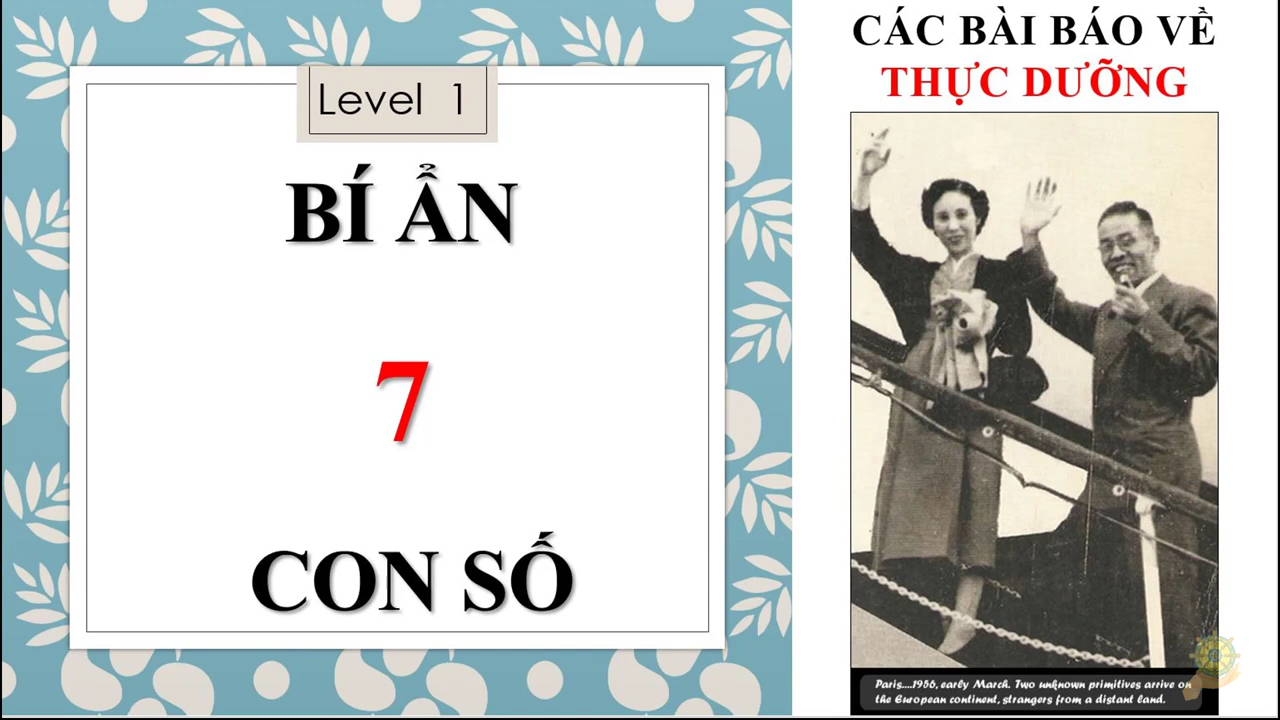 Level 1
BÍ ẨN
7
CON SỐ
CÁC BÀI BÁO VỀ
THỰC DƯỠNG
Paris....1956, early March. Two unknown primitives arrive on
the European continent, strangers from a distant land.